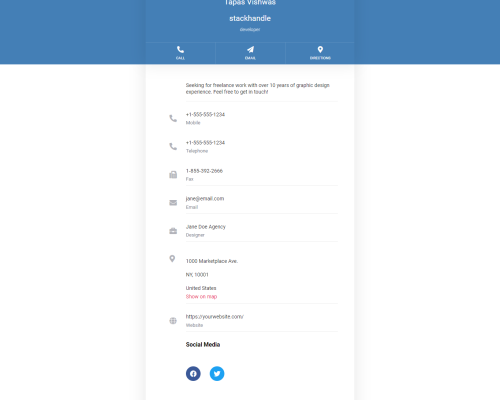 Tapas Vishwas
stackhandle
developer
CALL
EMAIL
DIRECTIONS
Seeking for freelance work with over 10 years of graphic design
experience. Feel free to get in touch!
+1-555-555-1234
Mobile
+1-555-555-1234
Telephone
1-855-392-2666
Fax
jane@email.com
Email
Jane Doe Agency
Designer
1000 Marketplace Ave.
NY, 10001
United States
Show on map
https://yourwebsite.com/
Website
Social Media